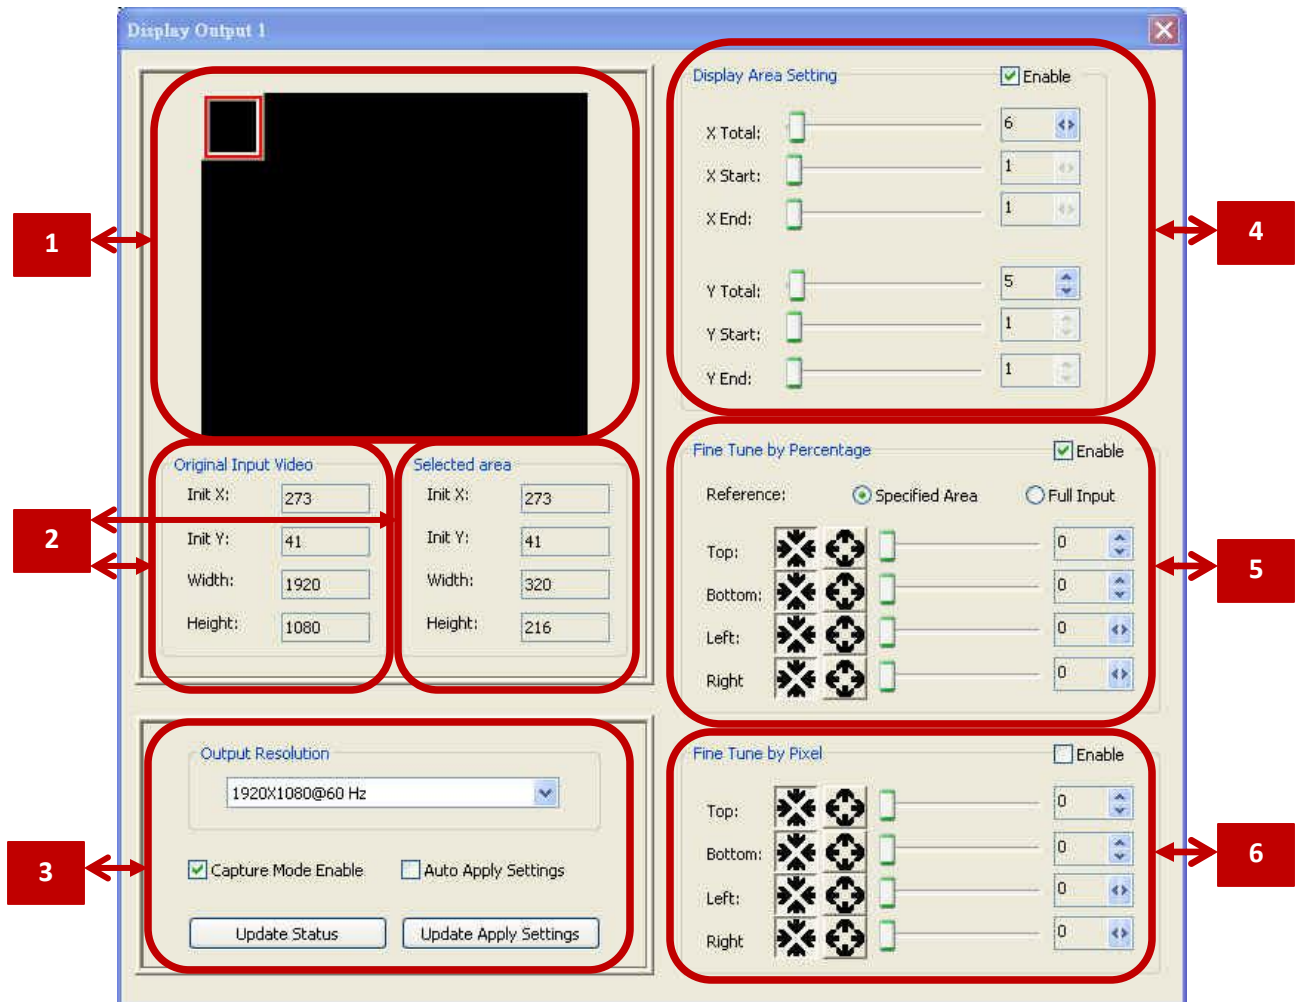 Display Output 1
1
Original Input Video
Init X: 273
Init Y: 41
Width: 1920
Height: 1080
Selected area
Init X: 273
Init Y: 41
Width: 320
Height: 216
2
Output Resolution
1920X1080@60 Hz
Capture Mode Enable
Auto Apply Settings
Update Status
Update Apply Settings
3
Display Area Setting
Enable
X Total: 6
X Start: 1
X End: 1
Y Total: 5
Y Start: 1
Y End: 1
4
Fine Tune by Percentage
Enable
Reference: Specified Area Full Input
Top: 0
Bottom: 0
Left: 0
Right 0
5
Fine Tune by Pixel
Enable
Top: 0
Bottom: 0
Left: 0
Right 0
6